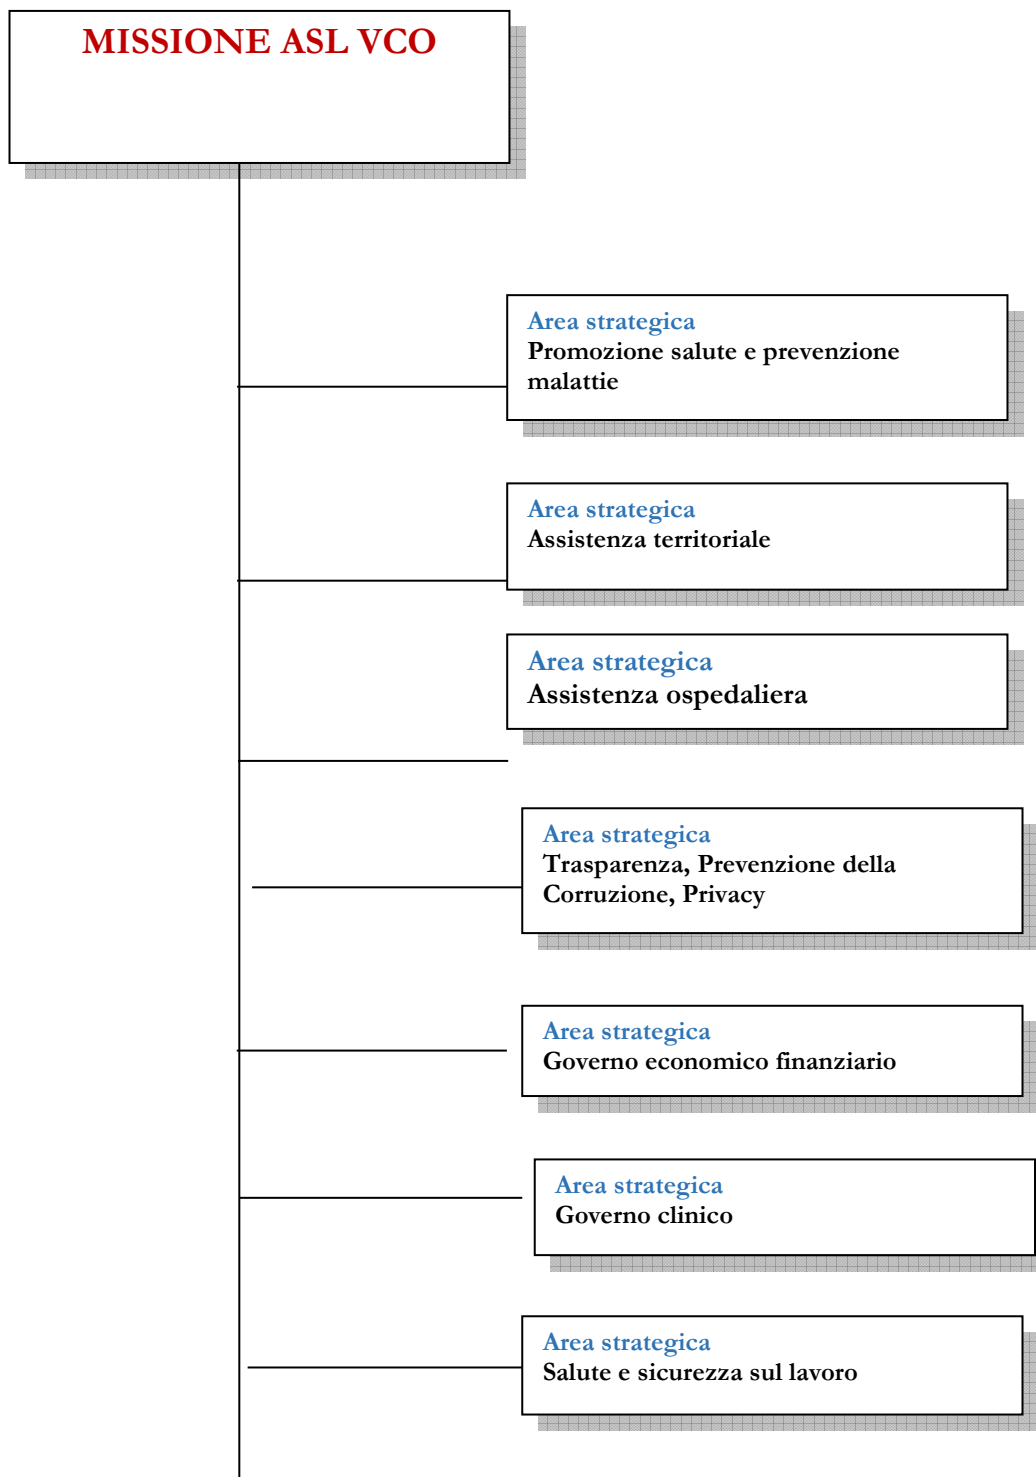 MISSIONE ASL VCO
Area strategica
Promozione salute e prevenzione
malattie
Area strategica
Assistenza territoriale
Area strategica
Assistenza ospedaliera
Area strategica
Trasparenza, Prevenzione della
Corruzione, Privacy
Area strategica
Governo economico finanziario
Area strategica
Governo clinico
Area strategica
Salute e sicurezza sul lavoro